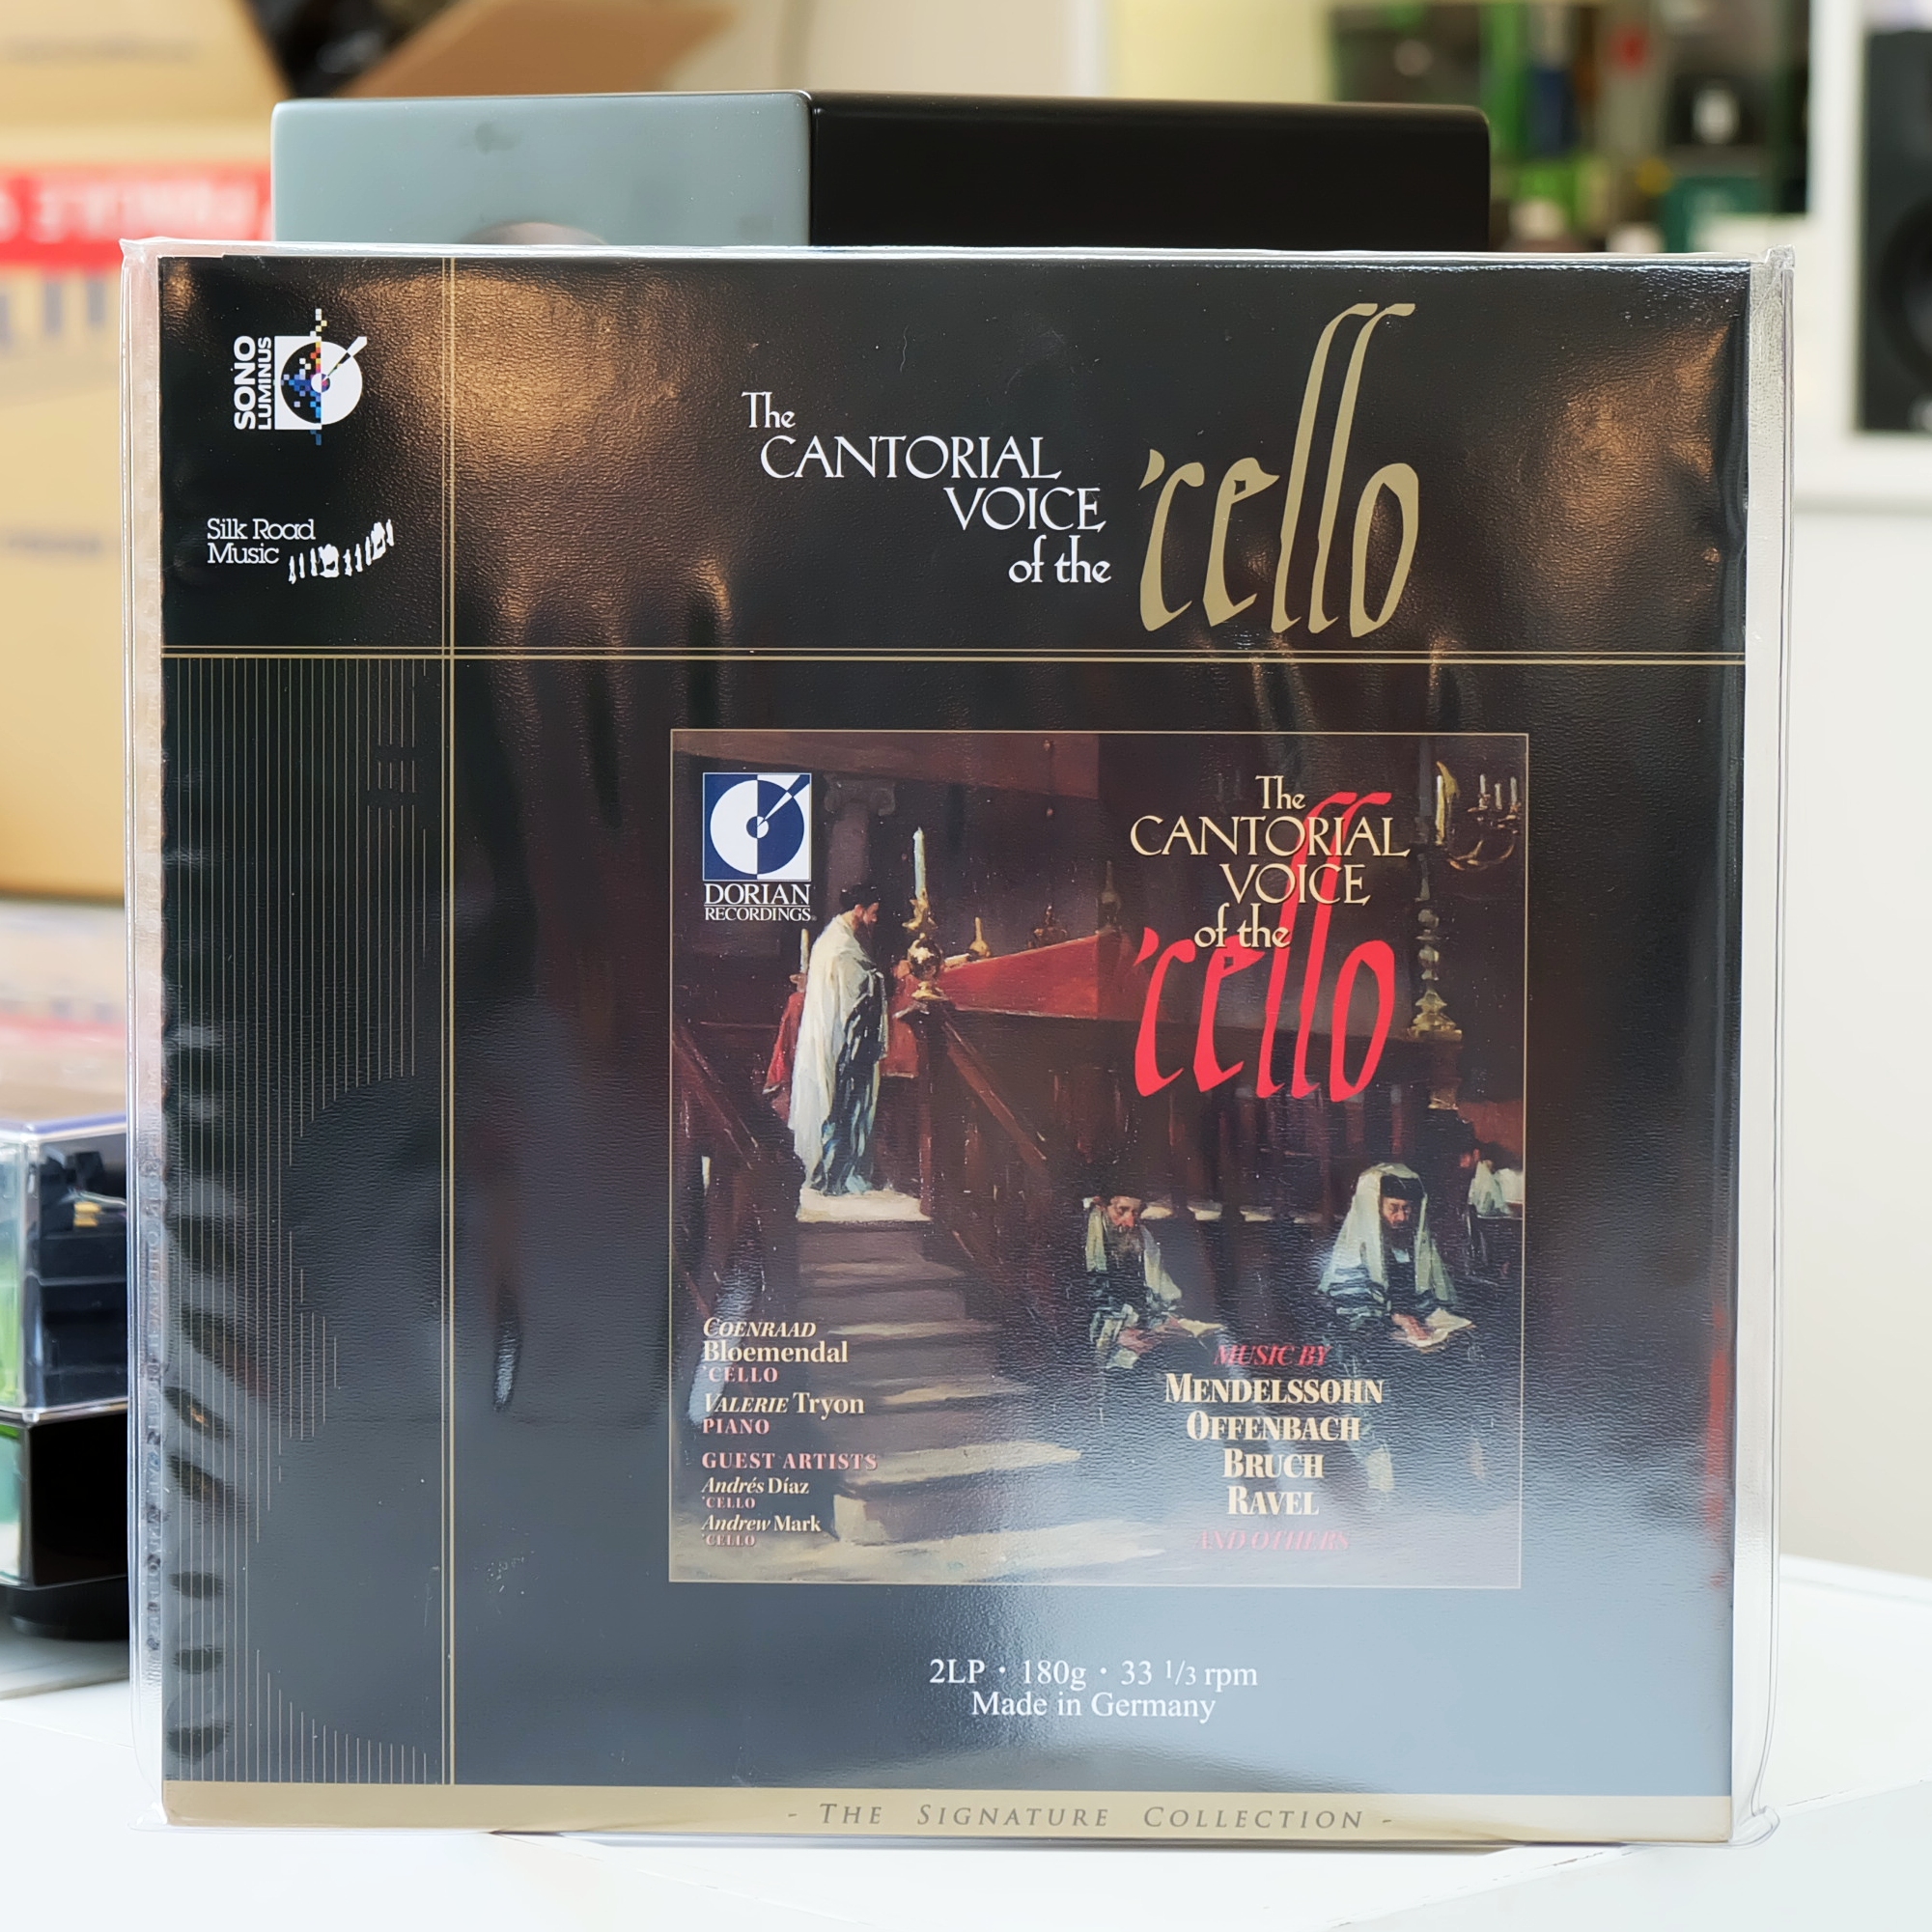 SONO
LUMINUS
Silk Road
Music
The
CANTORIAL
VOICE
of the
'cello
DORIAN
RECORDINGS
The
CANTORIAL
VOICE
of the
'cello
COENRAAD
Bloemendal
'CELLO
VALERIE Tryon
PIANO
GUEST ARTISTS
Andrés Díaz
'CELLO
Andrew Mark
'CELLO
MUSIC BY
MENDELSSOHN
OFFENBACH
BRUCH
RAVEL
AND OTHERS
2LP · 180g · 33 1/3 rpm
Made in Germany
- THE SIGNATURE COLLECTION -